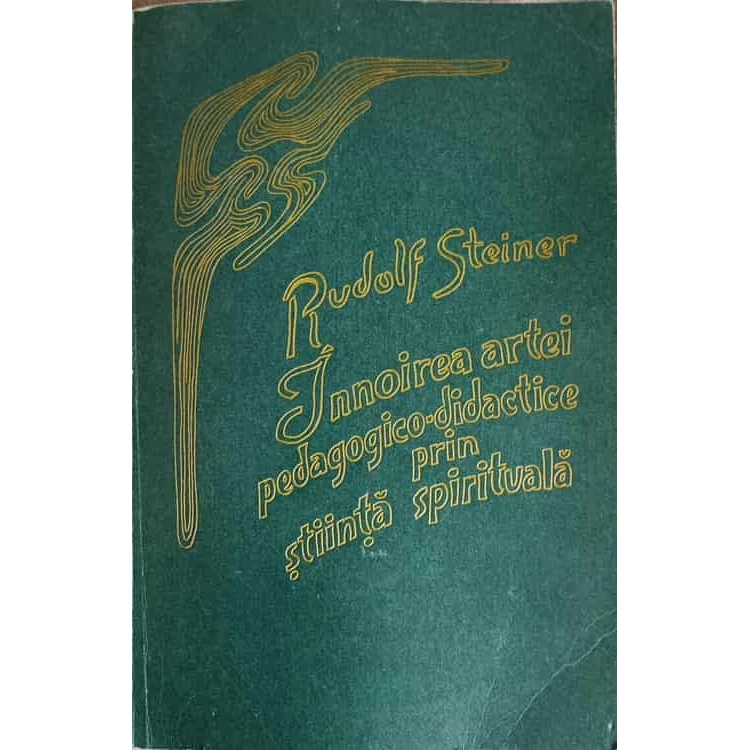 Rudolf Steiner
Înnoirea artei
pedagogico-didactice
prin
știință spirituală